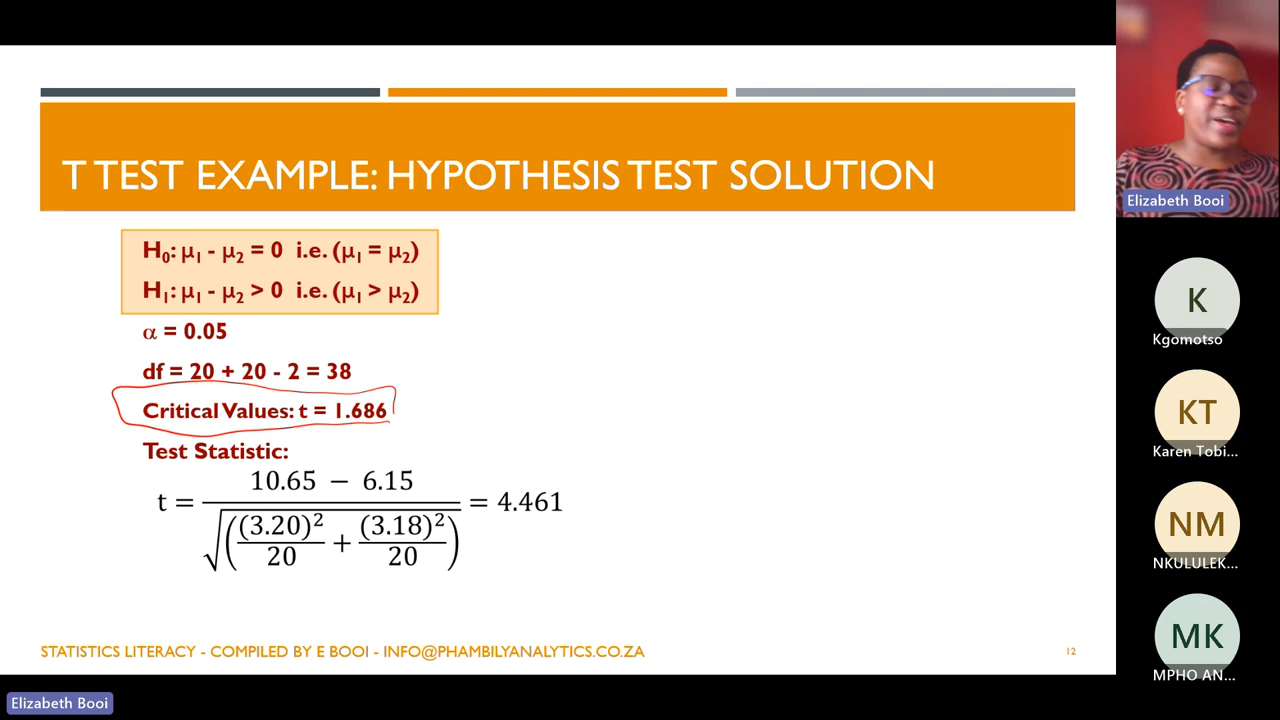 T TEST EXAMPLE: HYPOTHESIS TEST SOLUTION
H₀: μ₁ - μ₂ = 0 i.e. (μ₁ = μ₂)
H₁: μ₁ - μ₂ > 0 i.e. (μ₁ > μ₂)
α = 0.05
df = 20 + 20 - 2 = 38
Critical Values: t = 1.686
Test Statistic:
t = (10.65 − 6.15) / √((3.20)²/20 + (3.18)²/20) = 4.461
STATISTICS LITERACY - COMPILED BY E BOOI - INFO@PHAMBILYANALYTICS.CO.ZA
12
Elizabeth Booi
K
Kgomotso
KT
Karen Tobi...
NM
NKULULEK...
MK
MPHO AN...
Elizabeth Booi